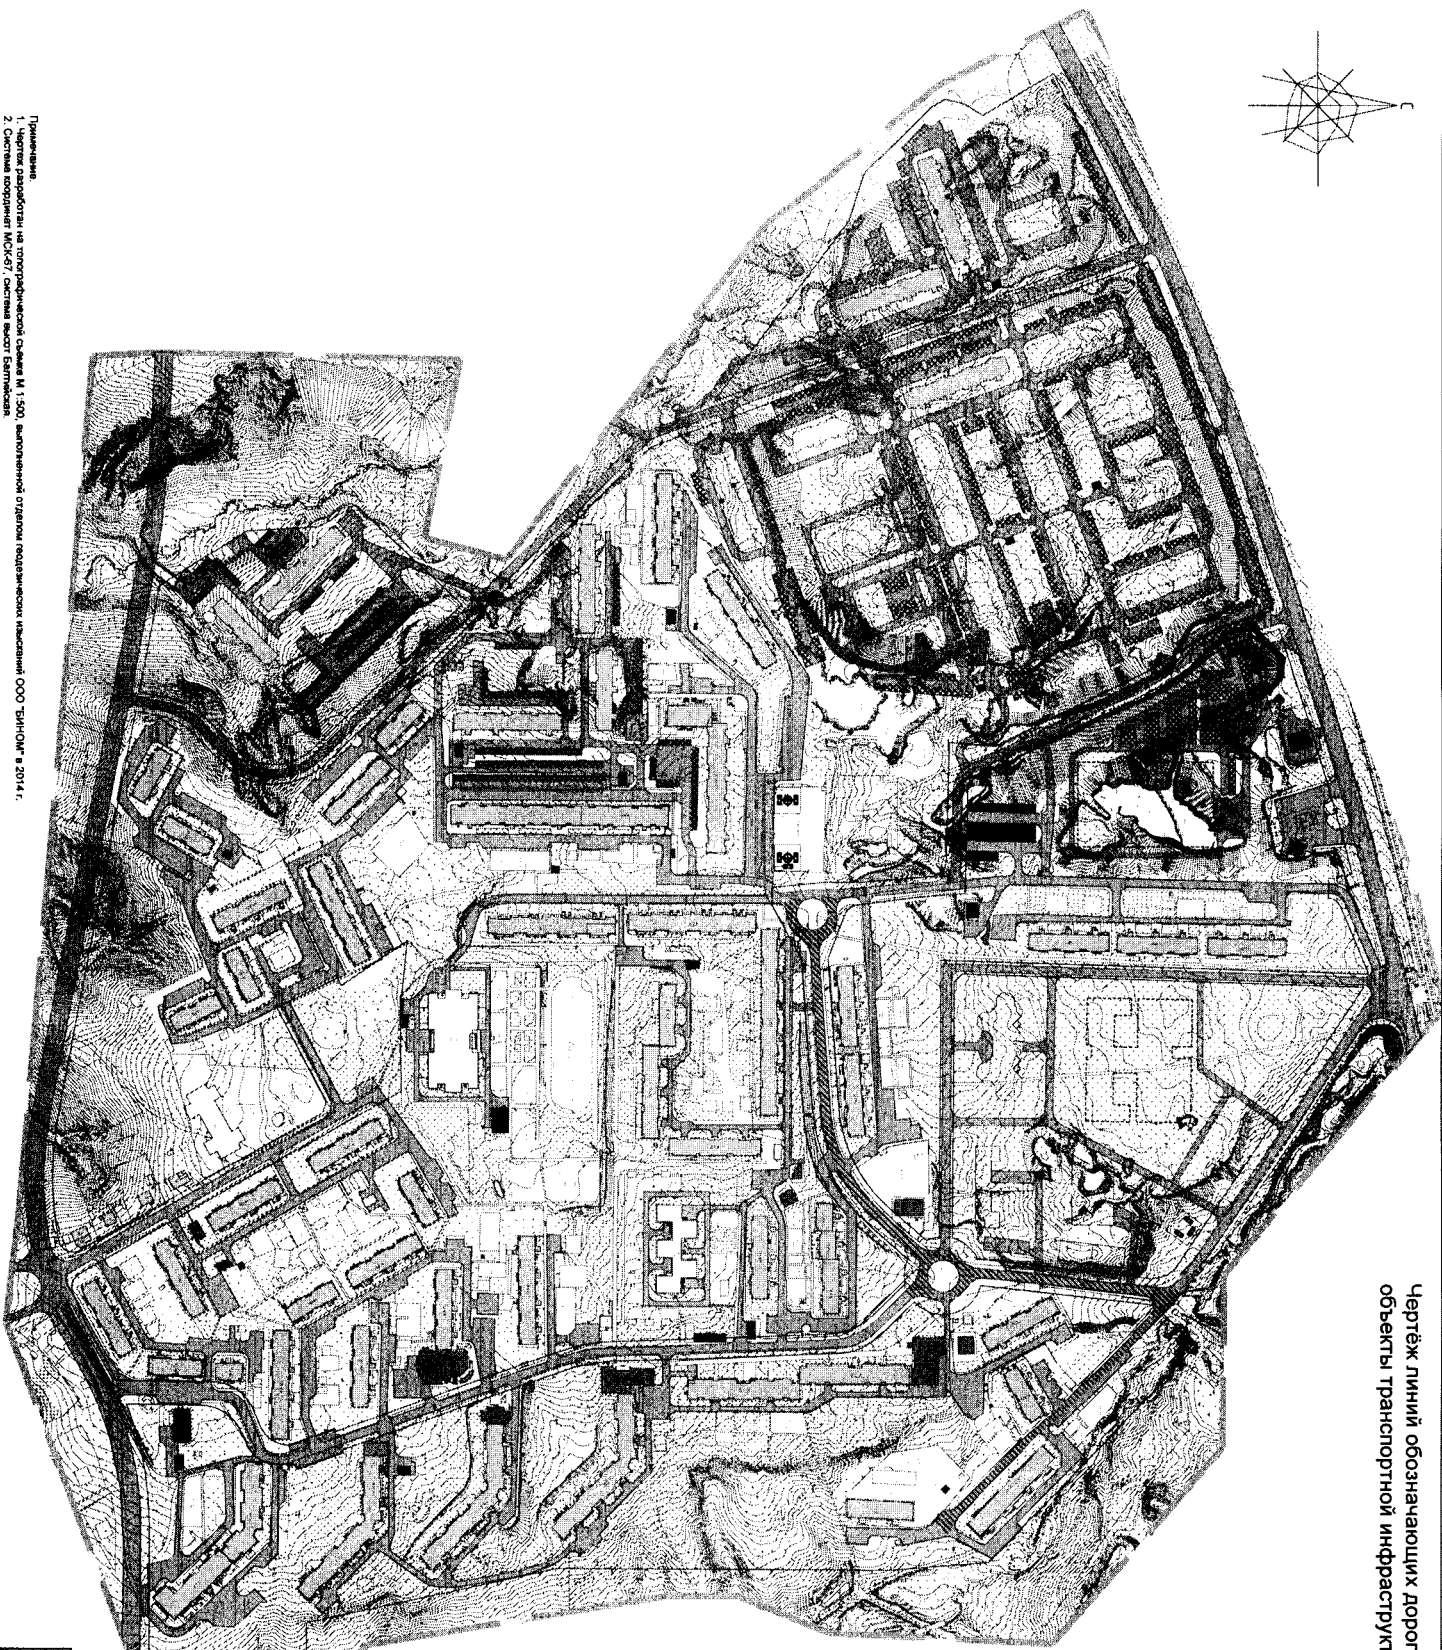 С
Чертёж линий обозначающих дорог
объекты транспортной инфраструкт
Примечание.
1. Чертеж разработан на топографической съемке М 1:500, выполненной отделом геодезических изысканий ООО "БИНОМ" в 2014 г.
2. Система координат МСК-67, система высот Балтийская.